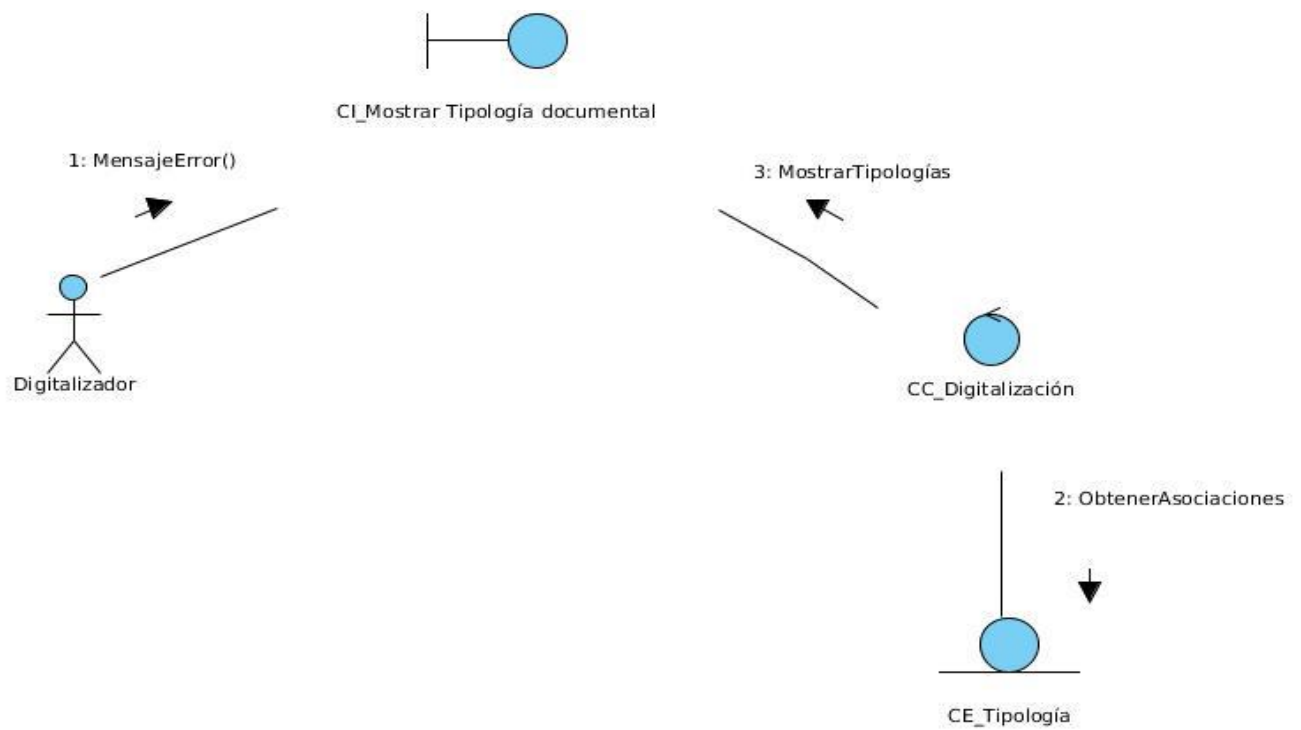 CI_Mostrar Tipología documental
1: MensajeError()
3: MostrarTipologías
Digitalizador
CC_Digitalización
2: ObtenerAsociaciones
CE_Tipología